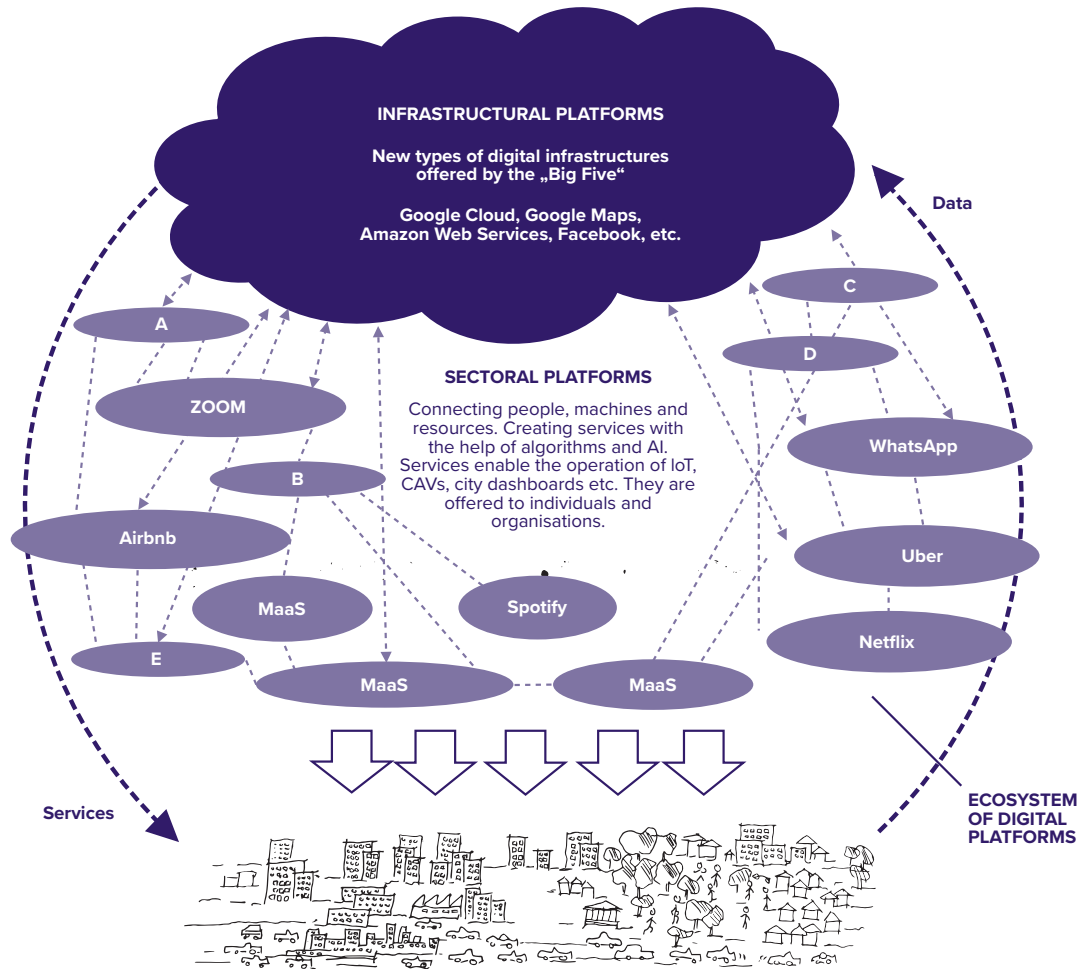 INFRASTRUCTURAL PLATFORMS
New types of digital infrastructures
offered by the „Big Five“
Google Cloud, Google Maps,
Amazon Web Services, Facebook, etc.
Data
C
A
D
SECTORAL PLATFORMS
Connecting people, machines and
resources. Creating services with
the help of algorithms and AI.
Services enable the operation of IoT,
CAVs, city dashboards etc. They are
offered to individuals and
organisations.
ZOOM
WhatsApp
B
Airbnb
Uber
MaaS
Spotify
Netflix
E
MaaS
MaaS
Services
ECOSYSTEM
OF DIGITAL
PLATFORMS